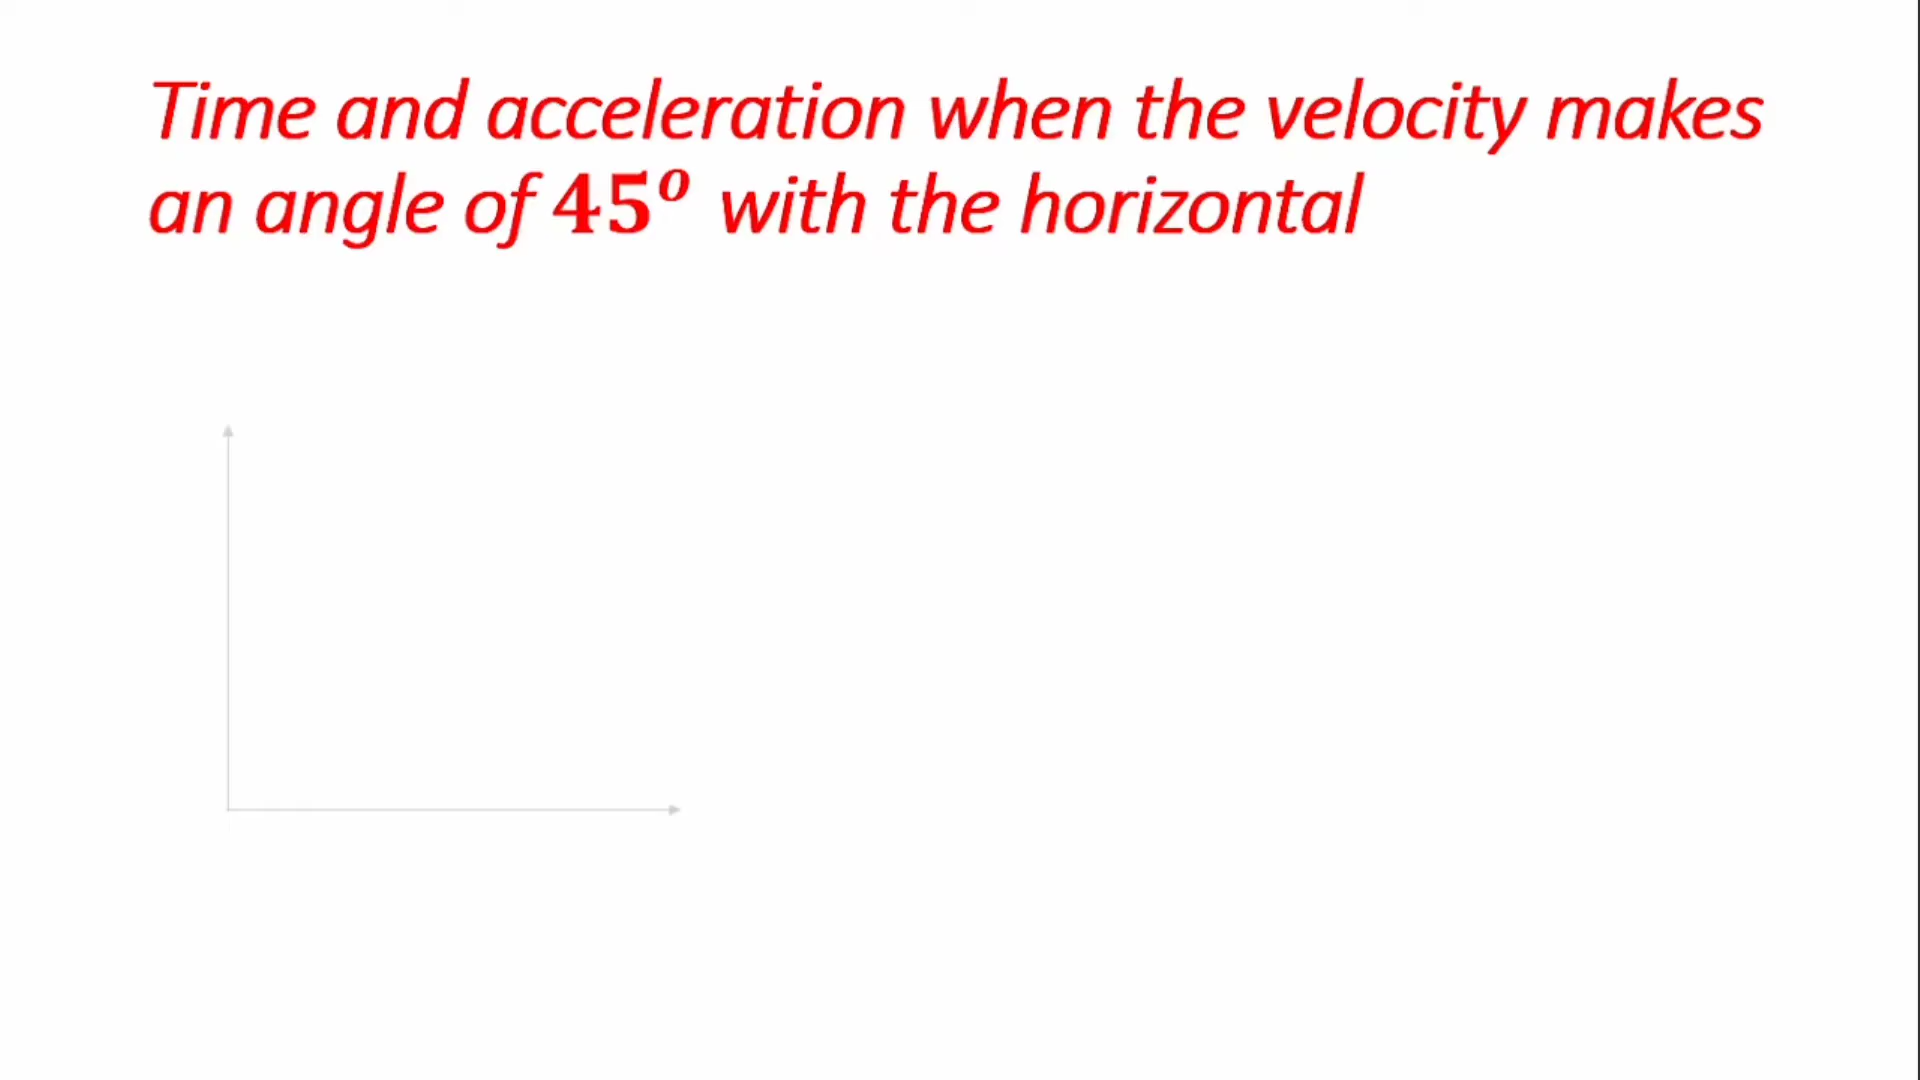 Time and acceleration when the velocity makes
an angle of 45° with the horizontal